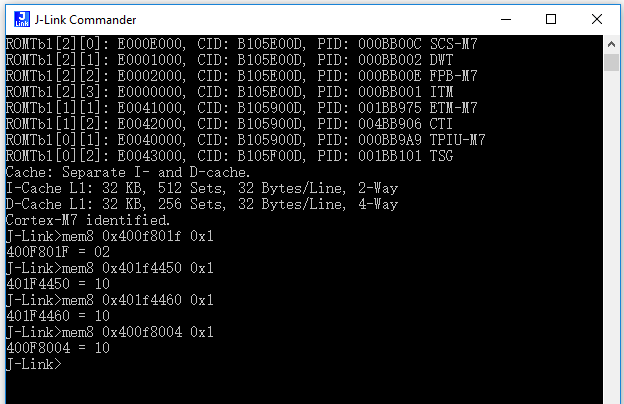 J-Link Commander
ROMTbl[2][0]: E000E000, CID: B105E00D, PID: 000BB00C SCS-M7
ROMTbl[2][1]: E0001000, CID: B105E00D, PID: 000BB002 DWT
ROMTbl[2][2]: E0002000, CID: B105E00D, PID: 000BB00E FPB-M7
ROMTbl[2][3]: E0000000, CID: B105E00D, PID: 000BB001 ITM
ROMTbl[1][1]: E0041000, CID: B105900D, PID: 001BB975 ETM-M7
ROMTbl[1][2]: E0042000, CID: B105900D, PID: 004BB906 CTI
ROMTbl[0][1]: E0040000, CID: B105900D, PID: 000BB9A9 TPIU-M7
ROMTbl[0][2]: E0043000, CID: B105F00D, PID: 001BB101 TSG
Cache: Separate I- and D-cache.
I-Cache L1: 32 KB, 512 Sets, 32 Bytes/Line, 2-Way
D-Cache L1: 32 KB, 256 Sets, 32 Bytes/Line, 4-Way
Cortex-M7 identified.
J-Link>mem8 0x400f801f 0x1
400F801F = 02
J-Link>mem8 0x401f4450 0x1
401F4450 = 10
J-Link>mem8 0x401f4460 0x1
401F4460 = 10
J-Link>mem8 0x400f8004 0x1
400F8004 = 10
J-Link>